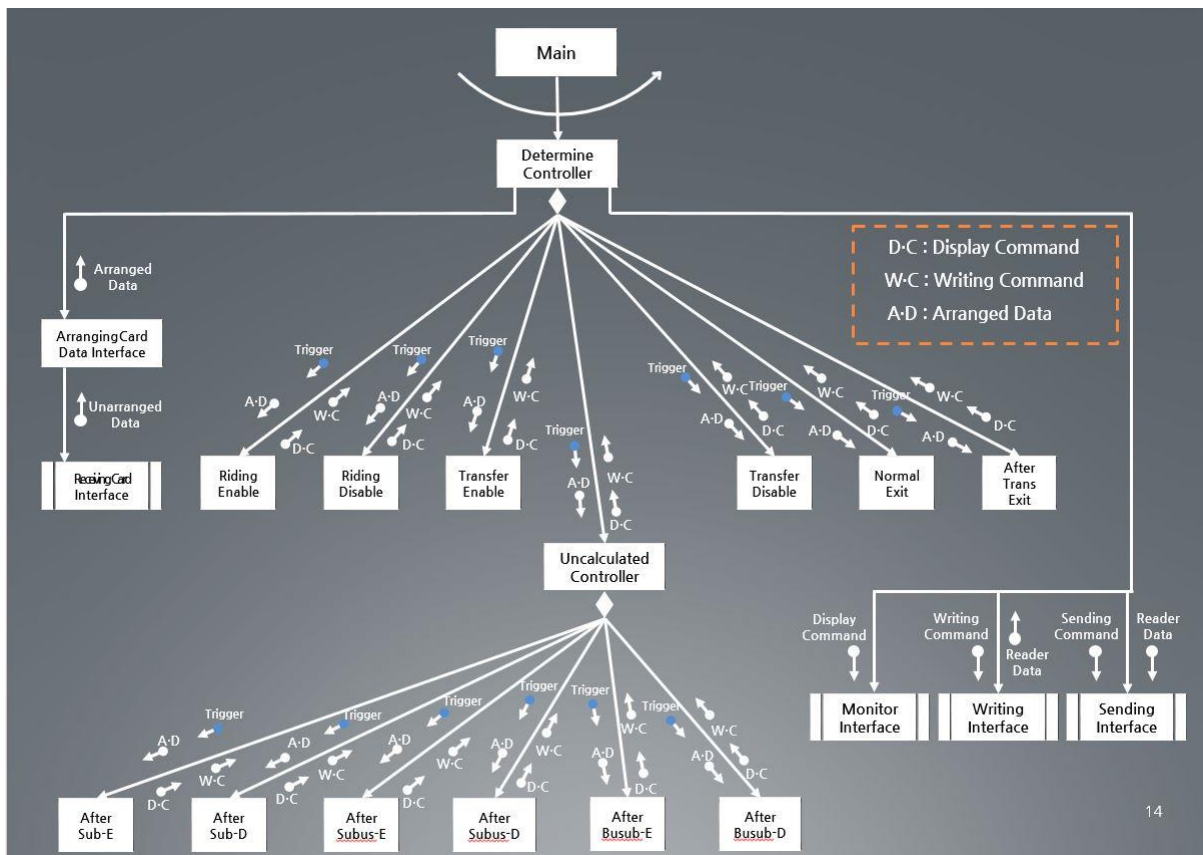 Main
Determine
Controller
D·C : Display Command
W·C : Writing Command
A·D : Arranged Data
Arranged
Data
Arranging Card
Data Interface
Unarranged
Data
Receiving Card
Interface
Trigger
A·D
W·C
D·C
Riding
Enable
Trigger
A·D
W·C
D·C
Riding
Disable
Trigger
A·D
W·C
D·C
Transfer
Enable
Trigger
A·D
W·C
D·C
Uncalculated
Controller
Trigger
A·D
W·C
D·C
Transfer
Disable
Trigger
A·D
W·C
D·C
Normal
Exit
Trigger
A·D
W·C
D·C
After
Trans
Exit
Display
Command
Monitor
Interface
Writing
Command
Reader
Data
Writing
Interface
Sending
Command
Reader
Data
Sending
Interface
Trigger
A·D
W·C
D·C
After
Sub-E
Trigger
A·D
W·C
D·C
After
Sub-D
Trigger
A·D
W·C
D·C
After
Subus-E
Trigger
A·D
W·C
D·C
After
Subus-D
Trigger
A·D
W·C
D·C
After
Busub-E
Trigger
A·D
W·C
D·C
After
Busub-D
14